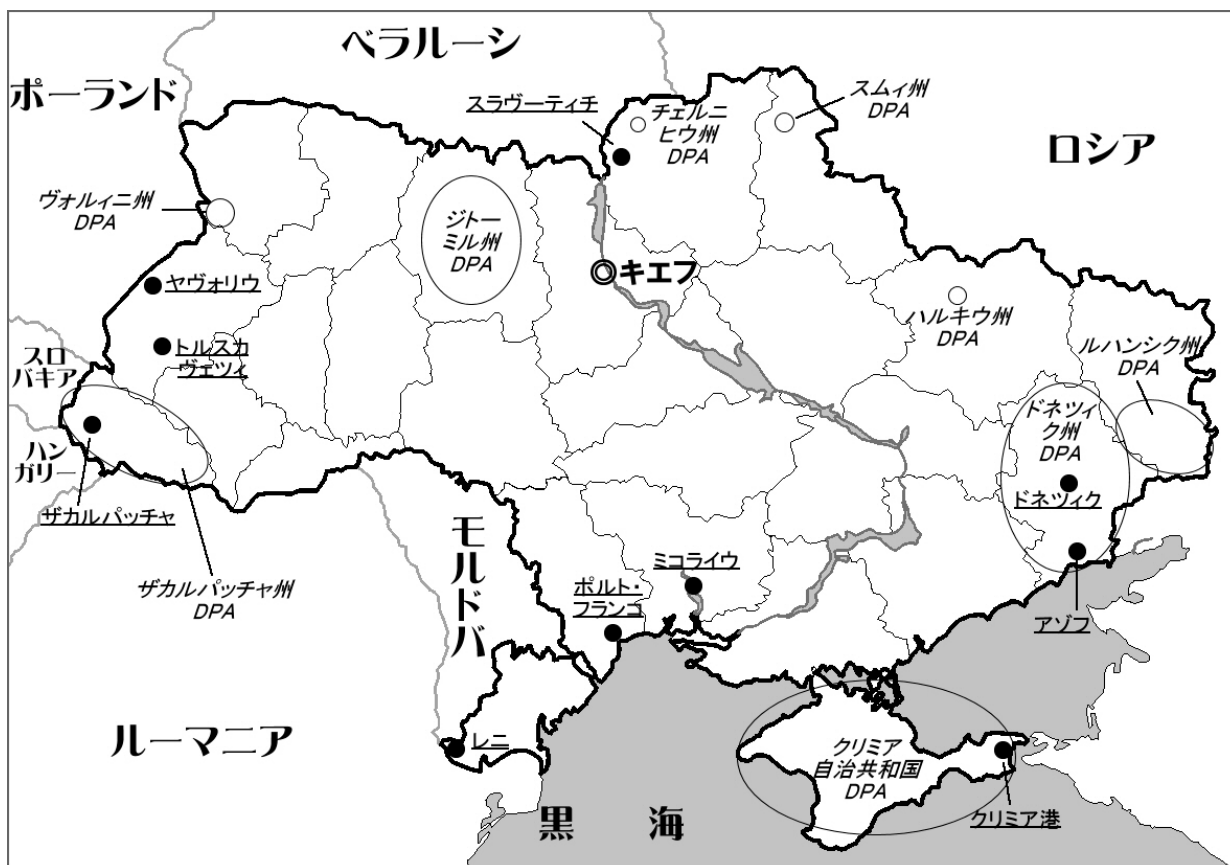 ベラルーシ
ポーランド
スラヴーティチ
チェルニ
ヒウ州
DPA
スムィ州
DPA
ロシア
ヴォルィニ州
DPA
ジトー
ミル州
DPA
キエフ
ヤヴォリウ
トルスカ
ヴェツィ
ハルキウ州
DPA
ルハンシク州
DPA
スロ
バキア
ドネツィ
ク州
DPA
ハン
ガリー
ドネツィク
ザカルパッチャ
ザカルパッチャ州
DPA
モルドバ
ミコライウ
ポルト・
フランコ
アゾフ
ルーマニア
レニ
クリミア
自治共和国
DPA
クリミア港
黒 海